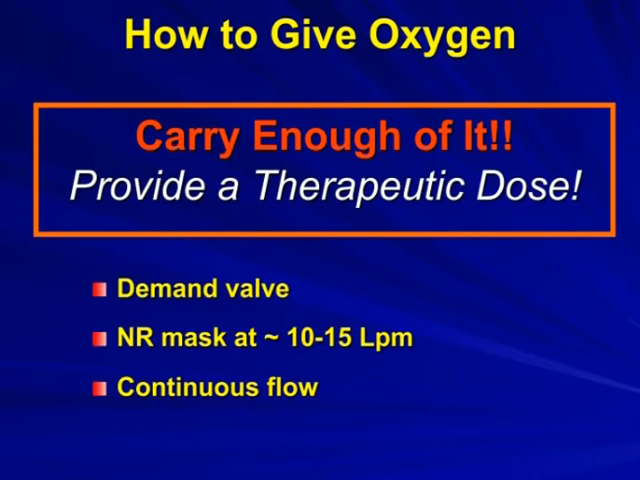 How to Give Oxygen
Carry Enough of It!!
Provide a Therapeutic Dose!
Demand valve
NR mask at ~ 10-15 Lpm
Continuous flow